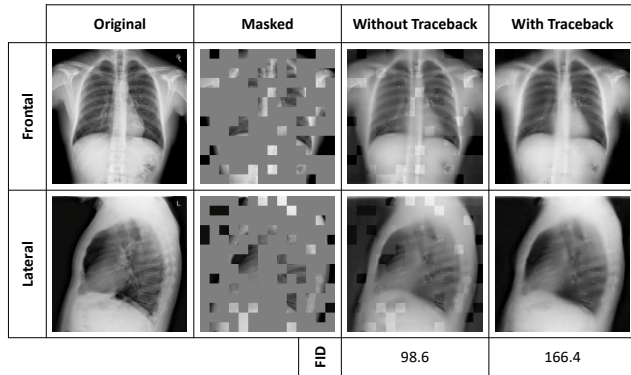 Original Masked Without Traceback With Traceback
Frontal
Lateral
L
FID 98.6 166.4